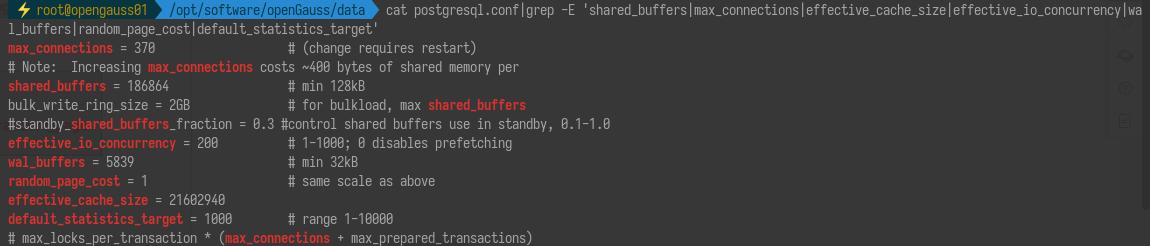 ⚡ root@opengauss01 /opt/software/openGauss/data cat postgresql.conf|grep -E 'shared_buffers|max_connections|effective_cache_size|effective_io_concurrency|wa
l_buffers|random_page_cost|default_statistics_target'
max_connections = 370 # (change requires restart)
# Note: Increasing max_connections costs ~400 bytes of shared memory per
shared_buffers = 186864 # min 128kB
bulk_write_ring_size = 2GB # for bulkload, max shared_buffers
#standby_shared_buffers_fraction = 0.3 #control shared buffers use in standby, 0.1-1.0
effective_io_concurrency = 200 # 1-1000; 0 disables prefetching
wal_buffers = 5839 # min 32kB
random_page_cost = 1 # same scale as above
effective_cache_size = 21602940
default_statistics_target = 1000 # range 1-10000
# max_locks_per_transaction * (max_connections + max_prepared_transactions)